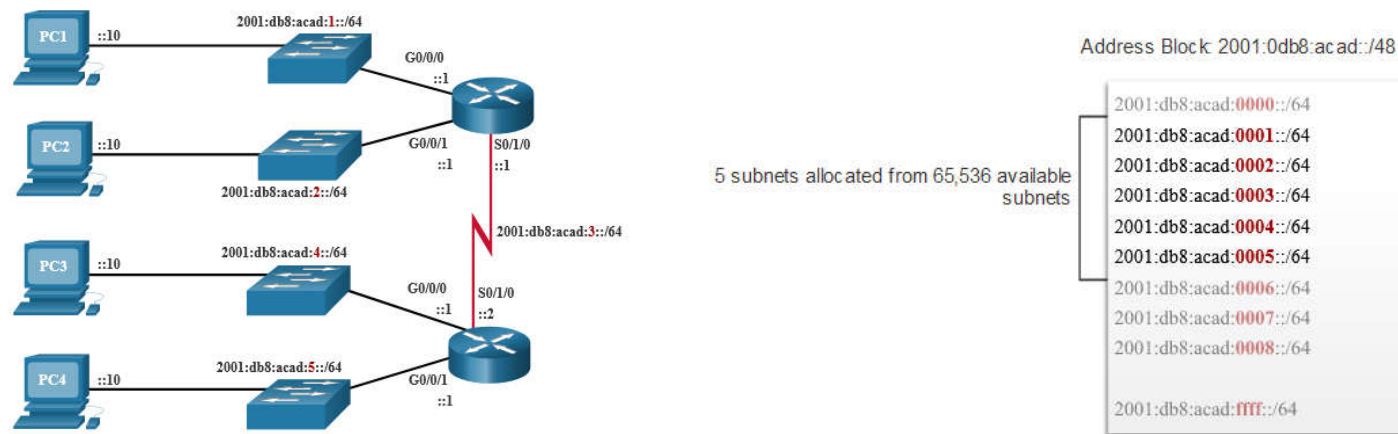 2001:db8:acad:1::/64
PC1
::10
G0/0/0
::1
PC2
::10
G0/0/1
::1
S0/1/0
::1
2001:db8:acad:2::/64
2001:db8:acad:3::/64
2001:db8:acad:4::/64
PC3
::10
G0/0/0
::1
S0/1/0
::2
2001:db8:acad:5::/64
PC4
::10
G0/0/1
::1
Address Block: 2001:0db8:acad::/48
5 subnets allocated from 65,536 available
subnets
2001:db8:acad:0000::/64
2001:db8:acad:0001::/64
2001:db8:acad:0002::/64
2001:db8:acad:0003::/64
2001:db8:acad:0004::/64
2001:db8:acad:0005::/64
2001:db8:acad:0006::/64
2001:db8:acad:0007::/64
2001:db8:acad:0008::/64
2001:db8:acad:ffff::/64